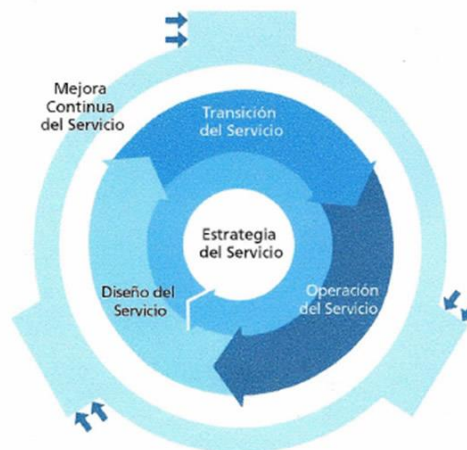 Mejora
Continua
del Servicio
Transición
del Servicio
Estrategia
del Servicio
Diseño del
Servicio
Operación
del Servicio